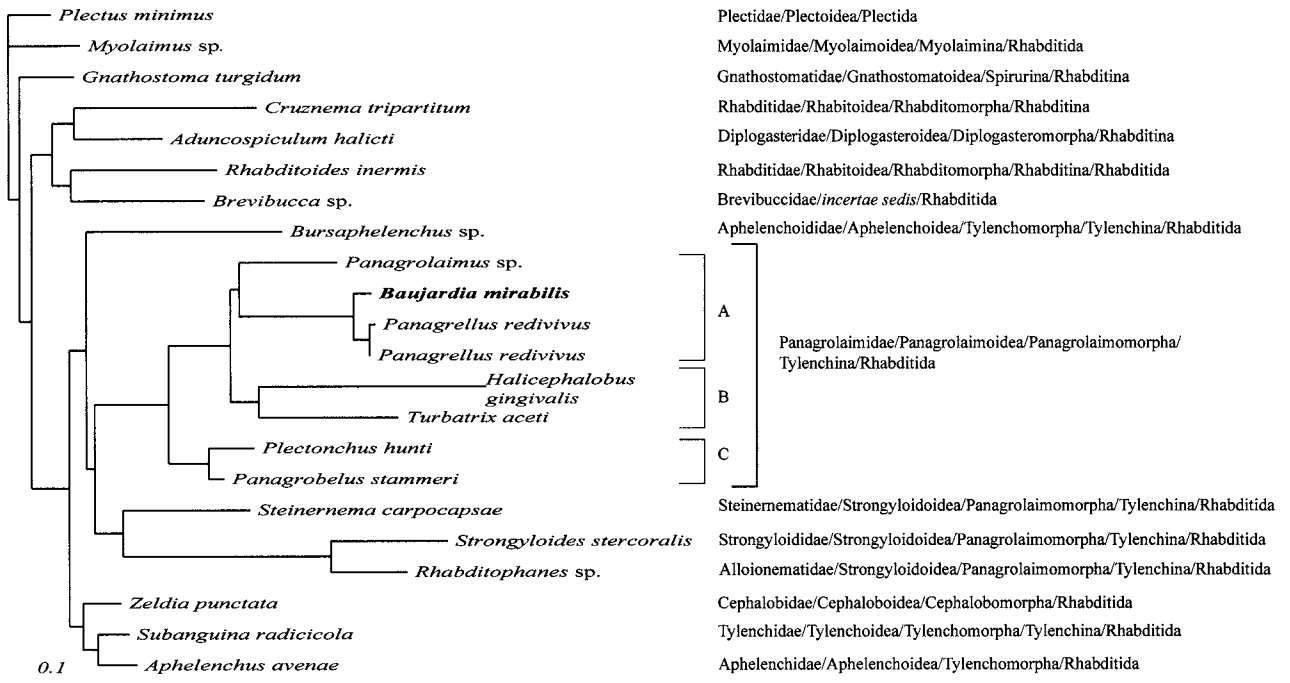 Plectus minimus Plectidae/Plectoidea/Plectida
Myolaimus sp. Myolaimidae/Myolaimoidea/Myolaimina/Rhabditida
Gnathostoma turgidum Gnathostomatidae/Gnathostomatoidea/Spirurina/Rhabditina
Cruznema tripartitum Rhabditidae/Rhabitoidea/Rhabditomorpha/Rhabditina
Aduncospiculum halicti Diplogasteridae/Diplogasteroidea/Diplogasteromorpha/Rhabditina
Rhabditoides inermis Rhabditidae/Rhabitoidea/Rhabditomorpha/Rhabditina/Rhabditida
Brevibucca sp. Brevibuccidae/incertae sedis/Rhabditida
Bursaphelenchus sp. Aphelenchoididae/Aphelenchoidea/Tylenchomorpha/Tylenchina/Rhabditida
Panagrolaimus sp.
Baujardia mirabilis
A
Panagrellus redivivus
Panagrellus redivivus
Panagrolaimidae/Panagrolaimoidea/Panagrolaimomorpha/
Tylenchina/Rhabditida
Halicephalobus
gingivalis
B
Turbatrix aceti
Plectonchus hunti
C
Panagrobelus stammeri
Steinernema carpocapsae Steinernematidae/Strongyloidoidea/Panagrolaimomorpha/Tylenchina/Rhabditida
Strongyloides stercoralis Strongyloididae/Strongyloidoidea/Panagrolaimomorpha/Tylenchina/Rhabditida
Rhabditophanes sp. Alloionematidae/Strongyloidoidea/Panagrolaimomorpha/Tylenchina/Rhabditida
Zeldia punctata Cephalobidae/Cephaloboidea/Cephalobomorpha/Rhabditida
Subanguina radicicola Tylenchidae/Tylenchoidea/Tylenchomorpha/Tylenchina/Rhabditida
Aphelenchus avenae Aphelenchidae/Aphelenchoidea/Tylenchomorpha/Rhabditida
0.1